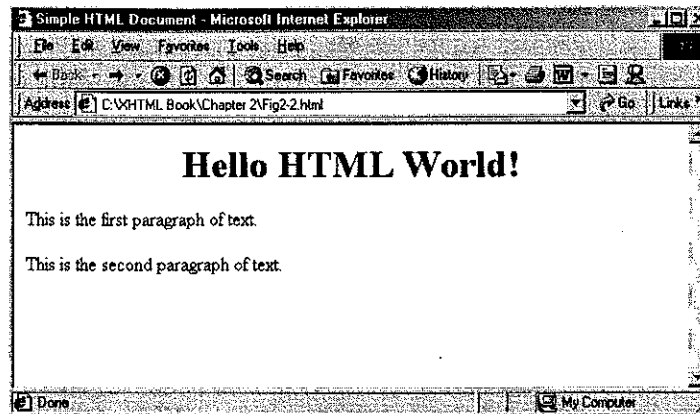 Simple HTML Document - Microsoft Internet Explorer
File Edit View Favorites Tools Help
Back Search Favorites History
Address C:\XHTML Book\Chapter 2\Fig2-2.html Go Links
Hello HTML World!
This is the first paragraph of text.
This is the second paragraph of text.
Done My Computer